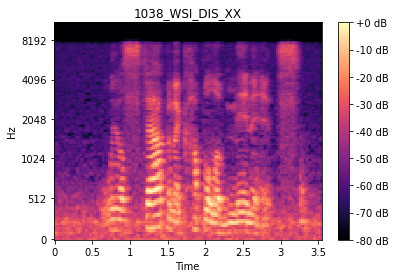 1038_WSI_DIS_XX
+0 dB
8192
-10 dB
4096
-20 dB
-30 dB
2048
Hz
-40 dB
1024
-50 dB
512
-60 dB
-70 dB
0
-80 dB
0 0.5 1 1.5 2 2.5 3 3.5
Time